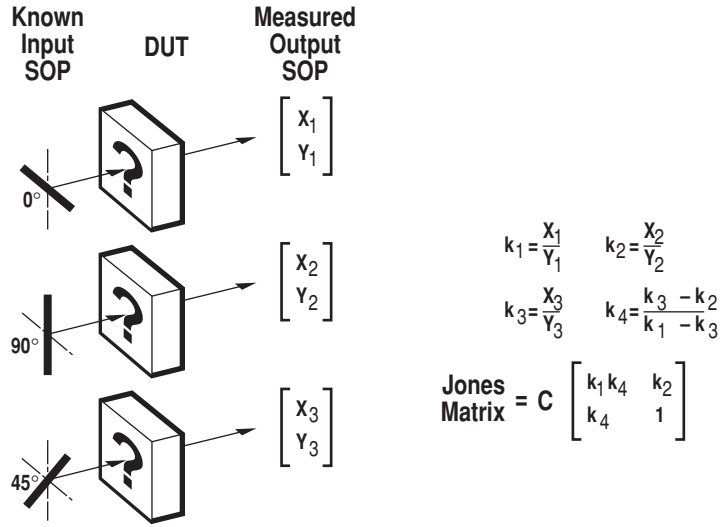 Known Input SOP
DUT
Measured Output SOP
0°
?
[X1 Y1]
90°
?
[X2 Y2]
45°
?
[X3 Y3]
k1 = X1/Y1
k2 = X2/Y2
k3 = X3/Y3
k4 = k3 - k2 / k1 - k3
Jones Matrix = C [k1k4 k2
k4 1]